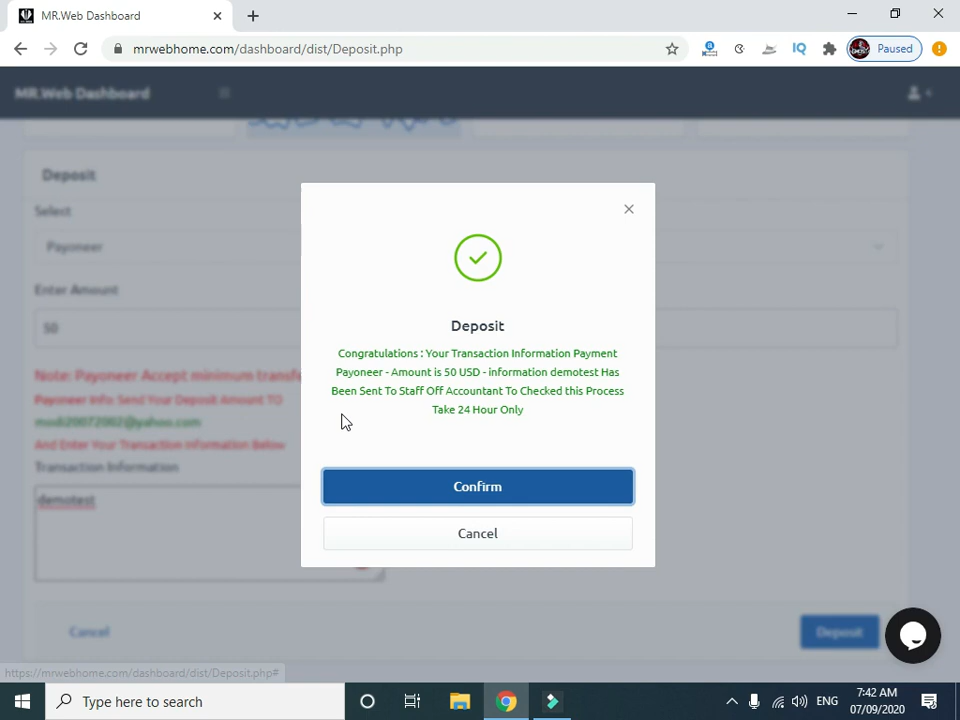 MR.Web Dashboard
mrwebhome.com/dashboard/dist/Deposit.php
IQ
Paused
MR.Web Dashboard
Deposit
Select
Payoneer
Enter Amount
50
Note: Payoneer Accept minimum transfe
Payoneer Info: Send Your Deposit Amount TO
modi20072002@yahoo.com
And Enter Your Transaction Information Below
Transaction Information
demotest
Cancel
Deposit
Deposit
Congratulations : Your Transaction Information Payment
Payoneer - Amount is 50 USD - information demotest Has
Been Sent To Staff Off Accountant To Checked this Process
Take 24 Hour Only
Confirm
Cancel
https://mrwebhome.com/dashboard/dist/Deposit.php#
Type here to search
ENG
7:42 AM
07/09/2020